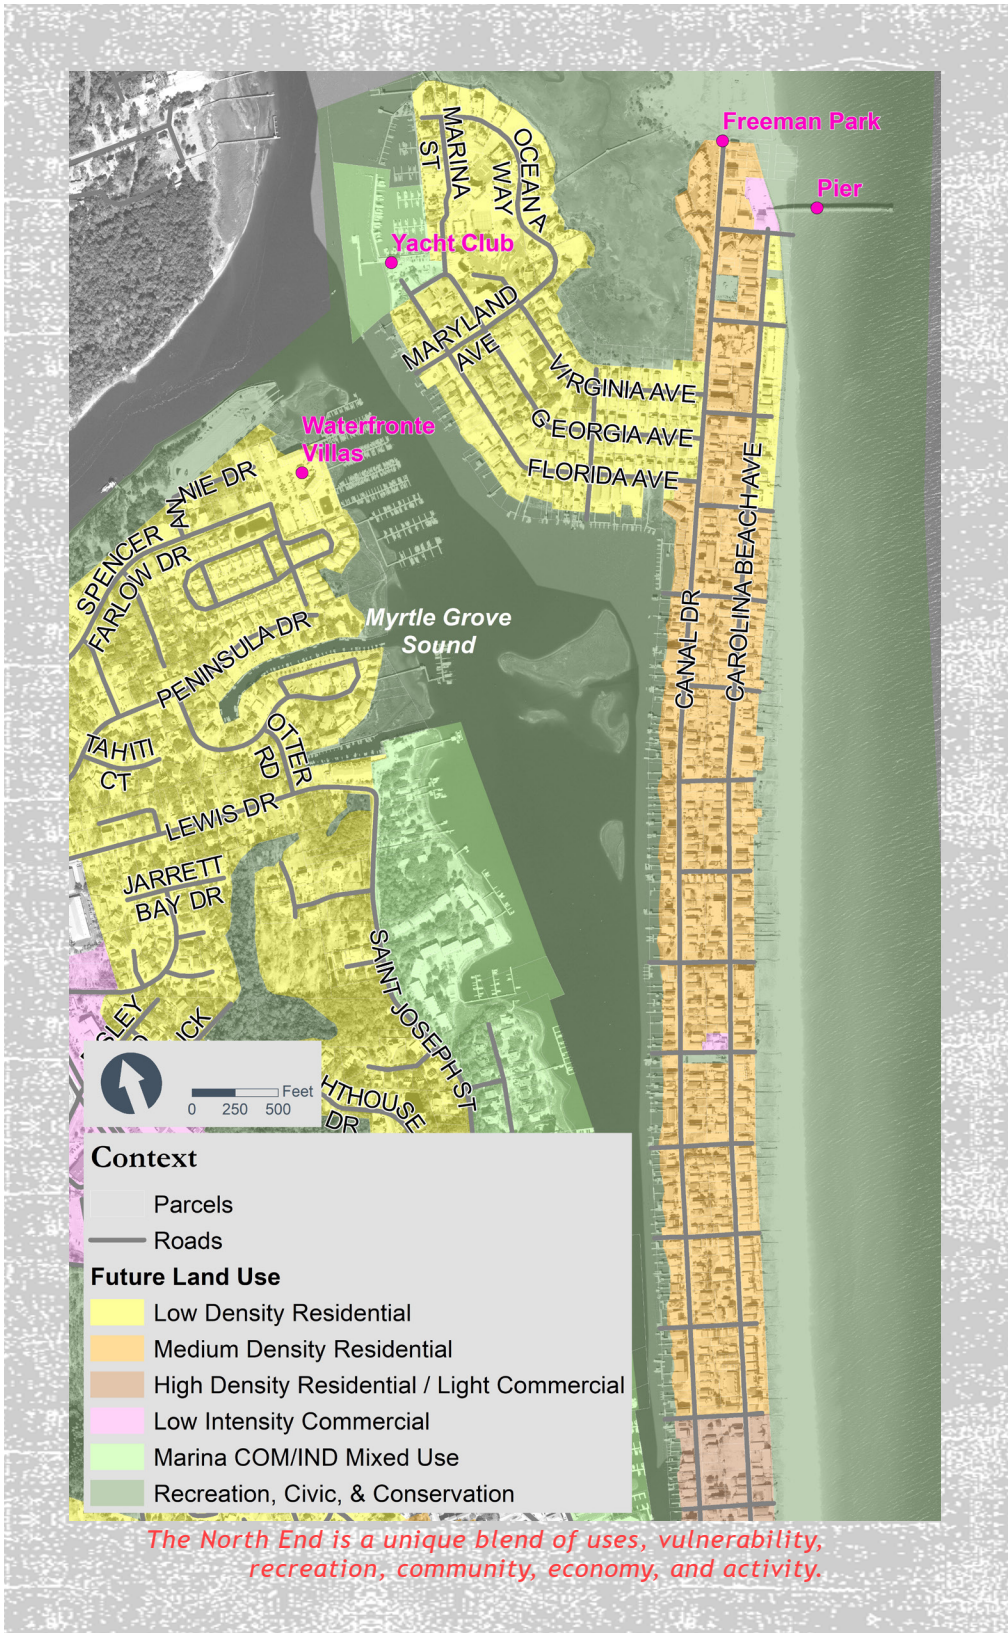 Freeman Park
Pier
MARINA
ST
OCEANA
WAY
Yacht Club
MARYLAND
AVE
VIRGINIA AVE
GEORGIA AVE
FLORIDA AVE
Waterfronte
Villas
ANNIE DR
SPENCER
FARLOW DR
Myrtle Grove
Sound
PENINSULA DR
CANAL DR
CAROLINA BEACH AVE
TAHITI
CT
OTTER
RD
LEWIS DR
JARRETT
BAY DR
SAINT JOSEPH ST
HTHOUSE
DR
Feet
0 250 500
Context
Parcels
Roads
Future Land Use
Low Density Residential
Medium Density Residential
High Density Residential / Light Commercial
Low Intensity Commercial
Marina COM/IND Mixed Use
Recreation, Civic, & Conservation
The North End is a unique blend of uses, vulnerability,
recreation, community, economy, and activity.